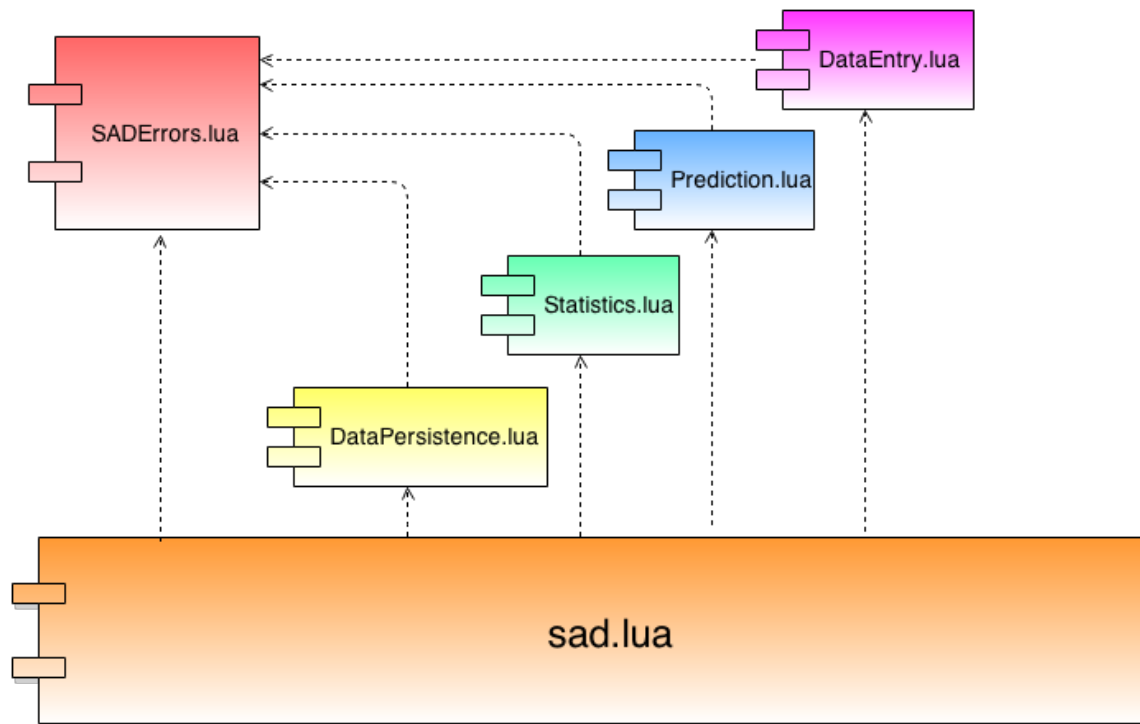 DataEntry.lua
SADErrors.lua
Prediction.lua
Statistics.lua
DataPersistence.lua
sad.lua